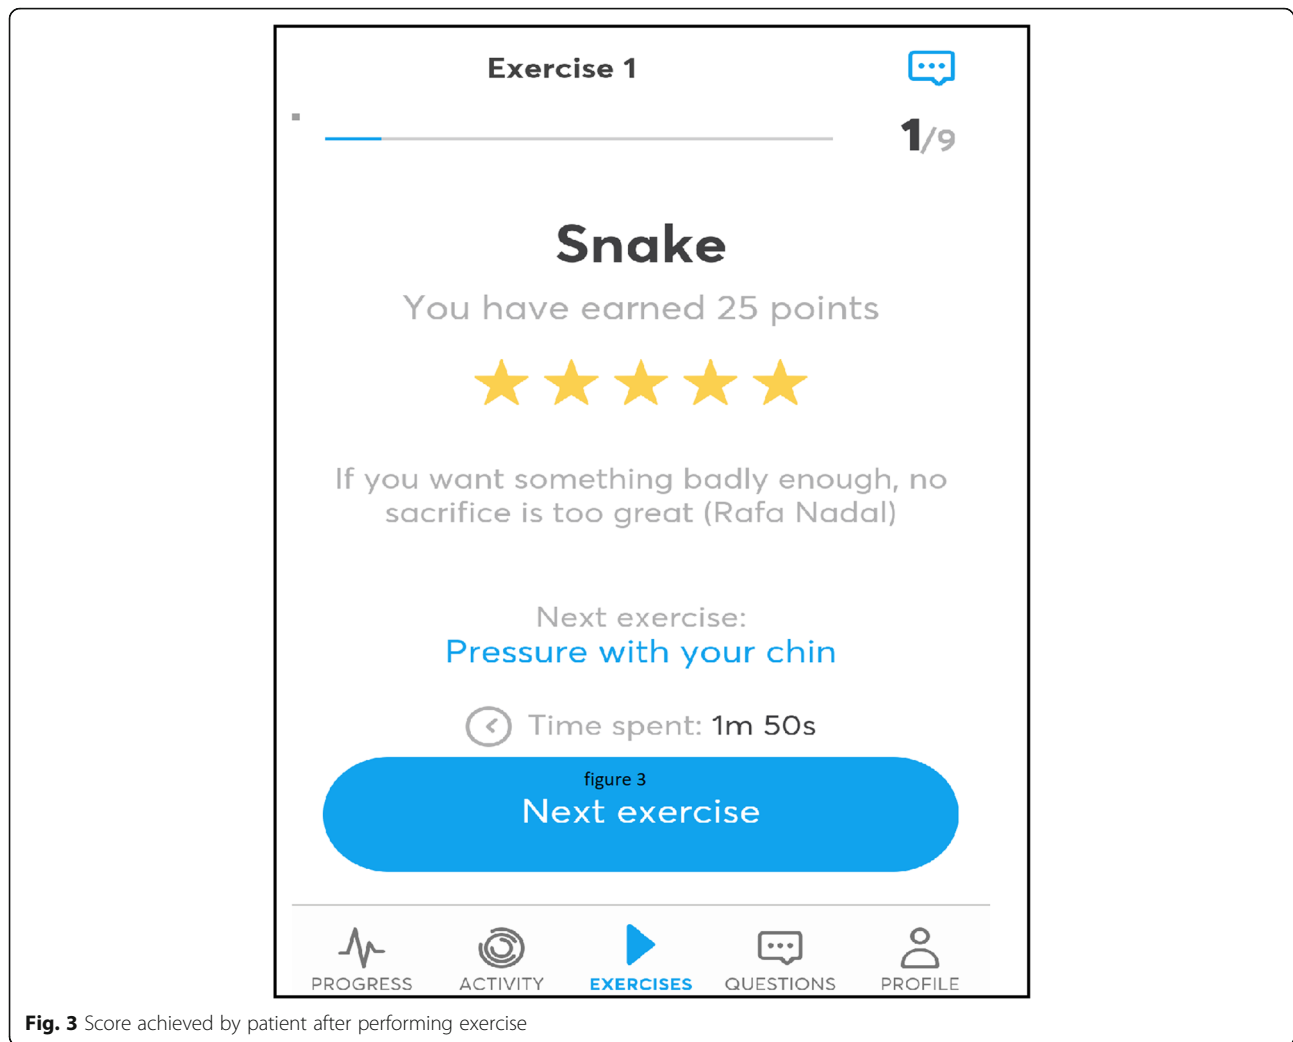 Exercise 1
1/9
Snake
You have earned 25 points
If you want something badly enough, no
sacrifice is too great (Rafa Nadal)
Next exercise:
Pressure with your chin
Time spent: 1m 50s
figure 3
Next exercise
PROGRESS ACTIVITY EXERCISES QUESTIONS PROFILE
Fig. 3 Score achieved by patient after performing exercise